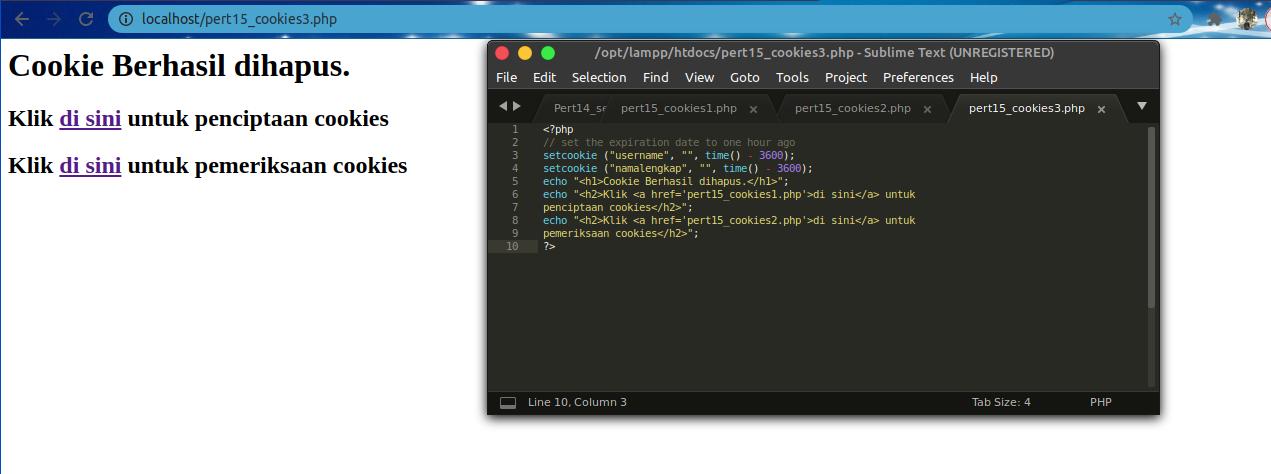 localhost/pert15_cookies3.php
Cookie Berhasil dihapus.
Klik di sini untuk penciptaan cookies
Klik di sini untuk pemeriksaan cookies
/opt/lampp/htdocs/pert15_cookies3.php - Sublime Text (UNREGISTERED)
File Edit Selection Find View Goto Tools Project Preferences Help
Pert14_se pert15_cookies1.php pert15_cookies2.php pert15_cookies3.php
1 <?php
2 // set the expiration date to one hour ago
3 setcookie ("username", "", time() - 3600);
4 setcookie ("namalengkap", "", time() - 3600);
5 echo "<h1>Cookie Berhasil dihapus.</h1>";
6 echo "<h2>Klik <a href='pert15_cookies1.php'>di sini</a> untuk
7 penciptaan cookies</h2>";
8 echo "<h2>Klik <a href='pert15_cookies2.php'>di sini</a> untuk
9 pemeriksaan cookies</h2>";
10 ?>
Line 10, Column 3 Tab Size: 4 PHP